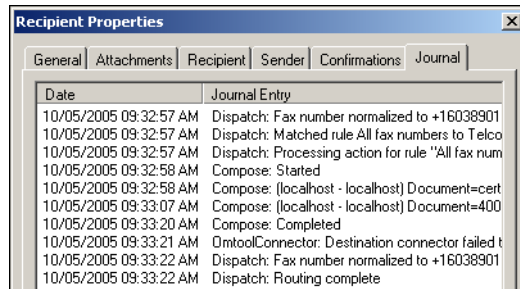 Recipient Properties
General Attachments Recipient Sender Confirmations Journal
Date Journal Entry
10/05/2005 09:32:57 AM Dispatch: Fax number normalized to +16038901
10/05/2005 09:32:57 AM Dispatch: Matched rule All fax numbers to Telco
10/05/2005 09:32:57 AM Dispatch: Processing action for rule "All fax num
10/05/2005 09:32:58 AM Compose: Started
10/05/2005 09:32:58 AM Compose: (localhost - localhost) Document=cert
10/05/2005 09:33:07 AM Compose: (localhost - localhost) Document=400
10/05/2005 09:33:20 AM Compose: Completed
10/05/2005 09:33:21 AM OmtoolConnector: Destination connector failed t
10/05/2005 09:33:22 AM Dispatch: Fax number normalized to +16038901
10/05/2005 09:33:22 AM Dispatch: Routing complete